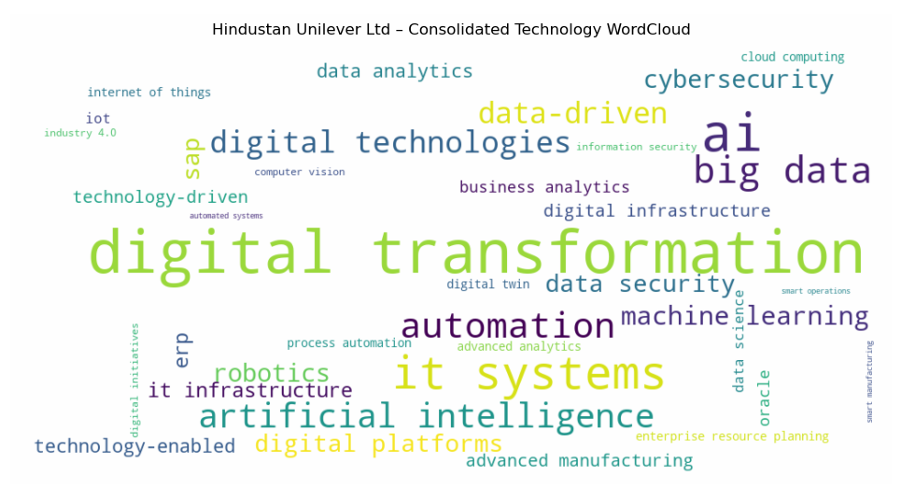 Hindustan Unilever Ltd – Consolidated Technology WordCloud
cloud computing
data analytics
cybersecurity
internet of things
data-driven
iot
ai
industry 4.0
digital technologies
information security
sap
big data
computer vision
business analytics
technology-driven
digital infrastructure
automated systems
digital transformation
digital twin
data security
smart operations
automation
machine learning
data science
process automation
advanced analytics
erp
digital initiatives
smart manufacturing
robotics
it systems
it infrastructure
oracle
artificial intelligence
enterprise resource planning
technology-enabled
digital platforms
advanced manufacturing